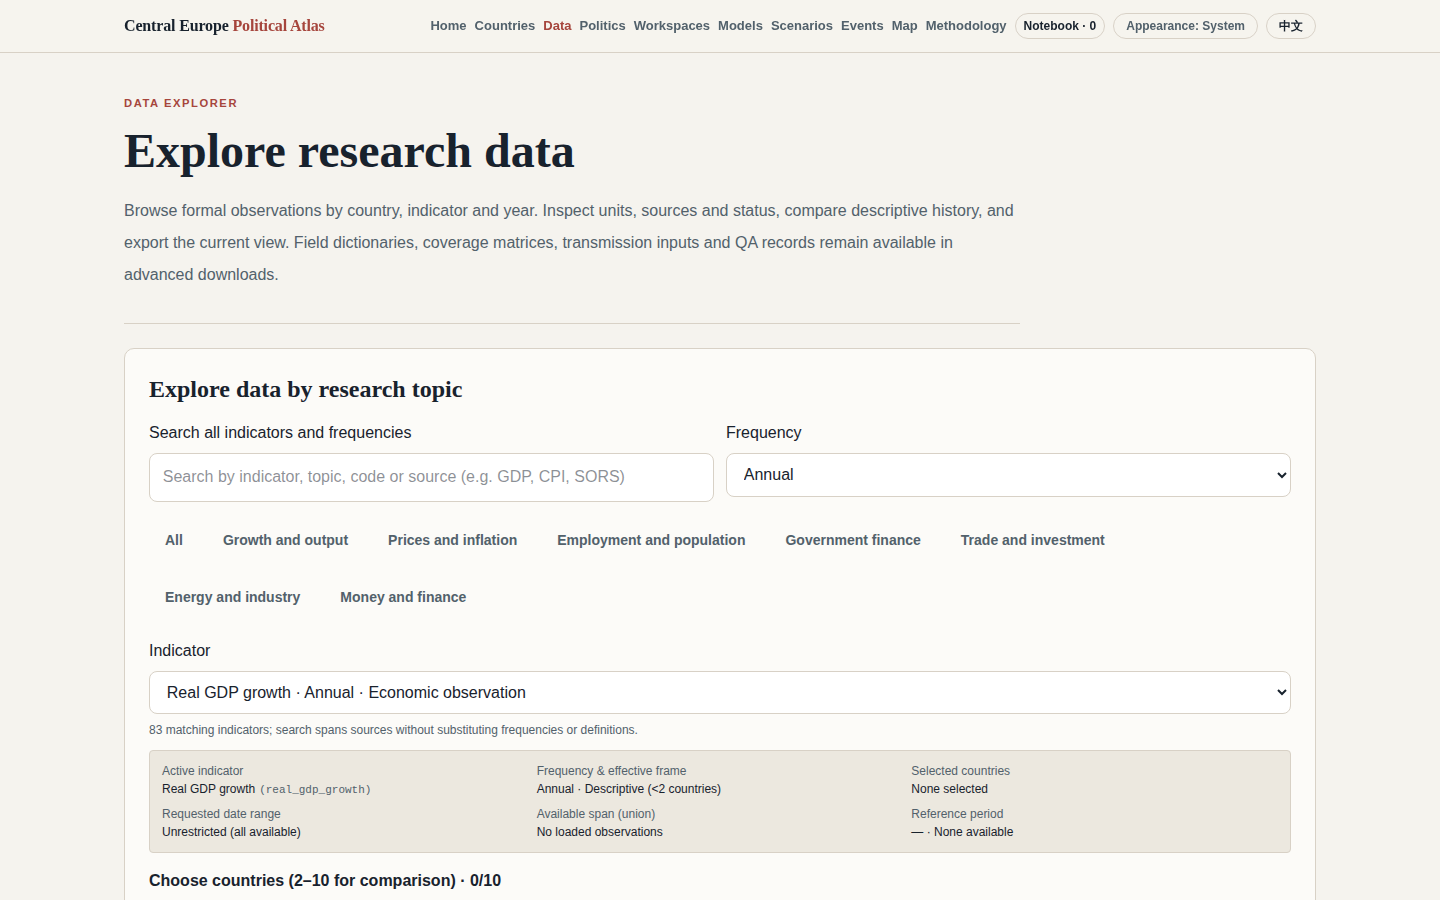 Central Europe Political Atlas
Home Countries Data Politics Workspaces Models Scenarios Events Map Methodology Notebook · 0 Appearance: System 中文
DATA EXPLORER
Explore research data
Browse formal observations by country, indicator and year. Inspect units, sources and status, compare descriptive history, and
export the current view. Field dictionaries, coverage matrices, transmission inputs and QA records remain available in
advanced downloads.
Explore data by research topic
Search all indicators and frequencies
Search by indicator, topic, code or source (e.g. GDP, CPI, SORS)
Frequency
Annual
All Growth and output Prices and inflation Employment and population Government finance Trade and investment
Energy and industry Money and finance
Indicator
Real GDP growth · Annual · Economic observation
83 matching indicators; search spans sources without substituting frequencies or definitions.
Active indicator
Real GDP growth (real_gdp_growth)
Frequency & effective frame
Annual · Descriptive (<2 countries)
Selected countries
None selected
Requested date range
Unrestricted (all available)
Available span (union)
No loaded observations
Reference period
— · None available
Choose countries (2–10 for comparison) · 0/10